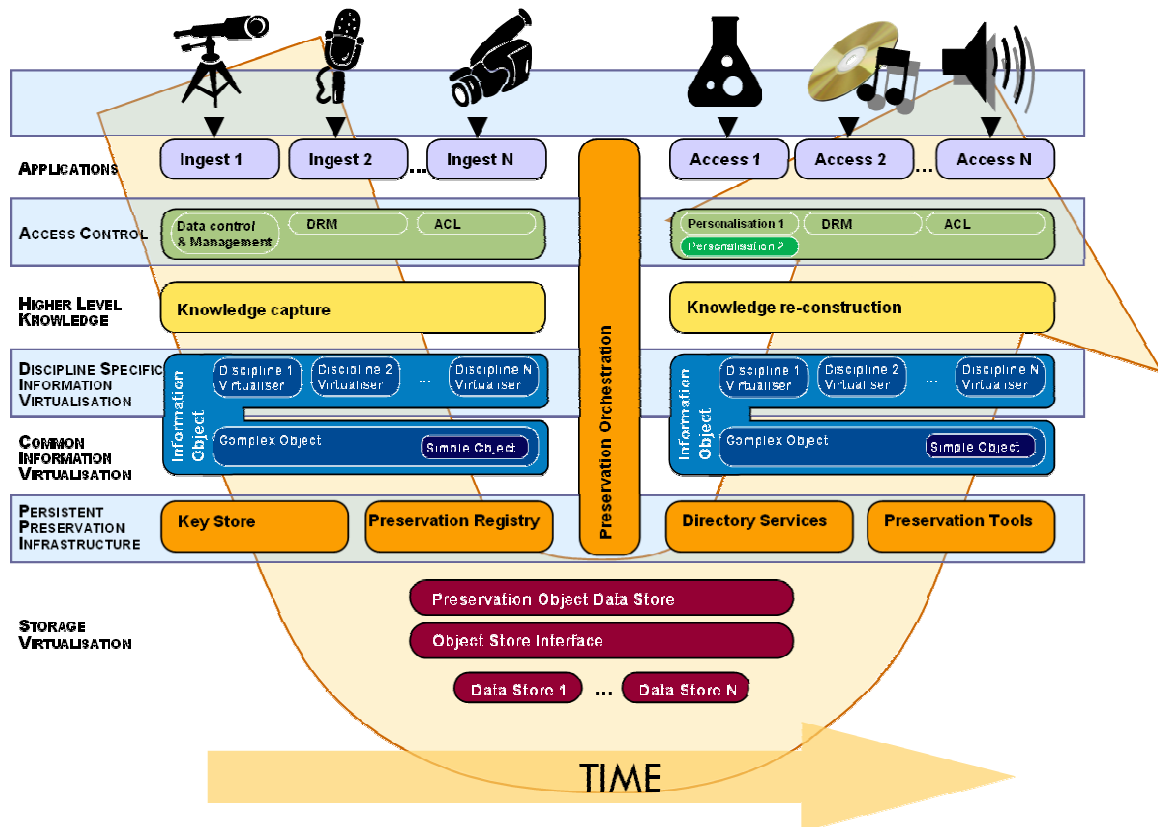 APPLICATIONS
Ingest 1
Ingest 2
...
Ingest N
Access 1
Access 2
...
Access N
ACCESS CONTROL
Data control
& Management
DRM
ACL
Personalisation 1
Personalisation 2
DRM
ACL
HIGHER LEVEL
KNOWLEDGE
Knowledge capture
Knowledge re-construction
Preservation Orchestration
DISCIPLINE SPECIFIC
INFORMATION
VIRTUALISATION
Information
Object
Discipline 1
Virtualiser
Discipline 2
Virtualiser
...
Discipline N
Virtualiser
Information
Object
Discipline 1
Virtualiser
Discipline 2
Virtualiser
...
Discipline N
Virtualiser
COMMON
INFORMATION
VIRTUALISATION
Complex Object
Simple Object
Complex Object
Simple Object
PERSISTENT
PRESERVATION
INFRASTRUCTURE
Key Store
Preservation Registry
Directory Services
Preservation Tools
STORAGE
VIRTUALISATION
Preservation Object Data Store
Object Store Interface
Data Store 1
...
Data Store N
TIME